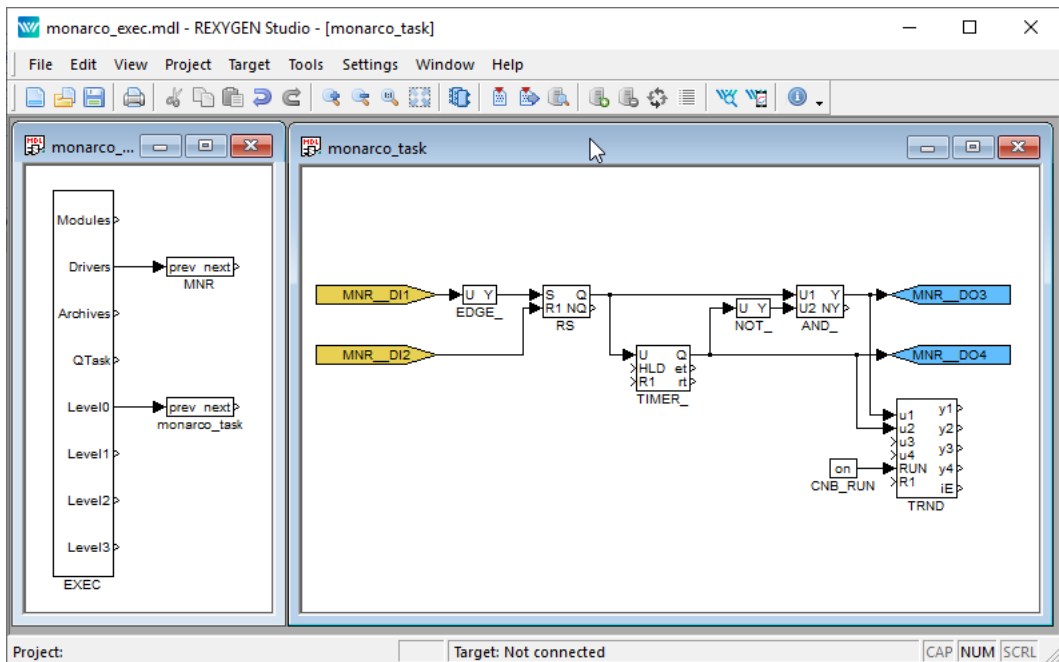 monarco_exec.mdl - REXYGEN Studio - [monarco_task]
File Edit View Project Target Tools Settings Window Help
monarco_...
Modules
Drivers
prev next
MNR
Archives
QTask
Level0
prev next
monarco_task
Level1
Level2
Level3
EXEC
monarco_task
MNR__DI1
U Y
EDGE_
S Q
R1 NQ
RS
U1 Y
U2 NY
AND_
MNR__DO3
U Y
NOT_
MNR__DI2
U Q
HLD et
R1 rt
TIMER_
MNR__DO4
u1 y1
u2 y2
u3 y3
u4 y4
RUN iE
R1
TRND
on
CNB_RUN
Project:
Target: Not connected
CAP NUM SCRL